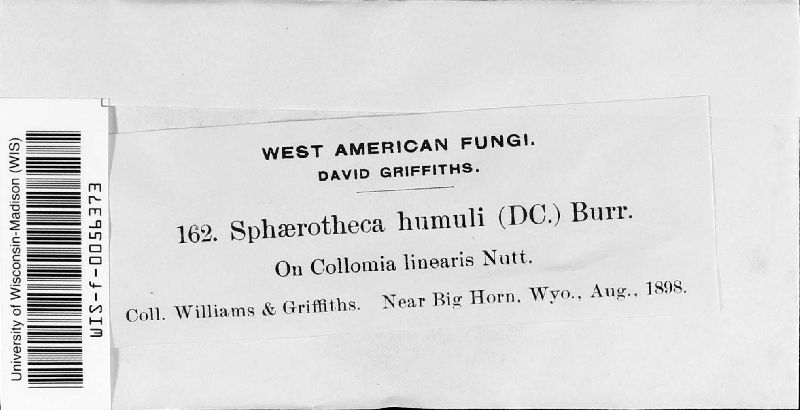 WEST AMERICAN FUNGI.
DAVID GRIFFITHS.
162. Sphærotheca humuli (DC.) Burr.
On Collomia linearis Nutt.
Coll. Williams & Griffiths. Near Big Horn, Wyo., Aug., 1898.
University of Wisconsin-Madison (WIS)
WIS-f-0056373